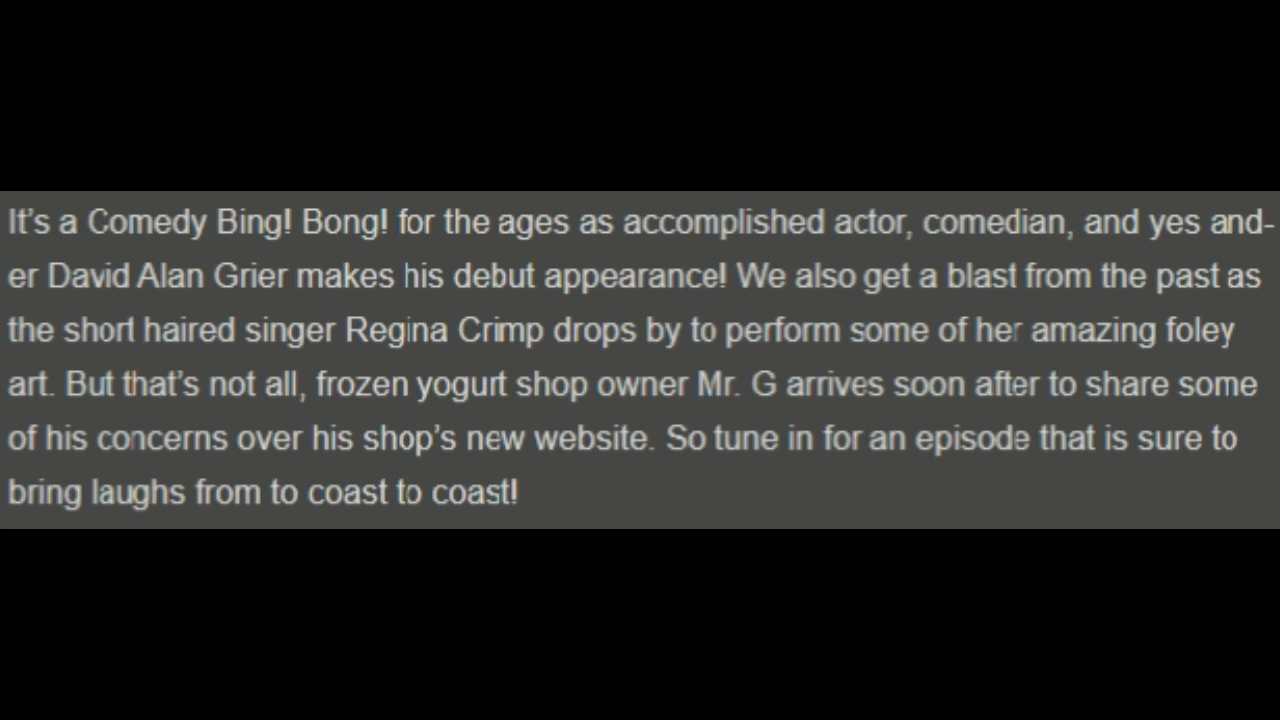 It’s a Comedy Bing! Bong! for the ages as accomplished actor, comedian, and yes and-
er David Alan Grier makes his debut appearance! We also get a blast from the past as
the short haired singer Regina Crimp drops by to perform some of her amazing foley
art. But that’s not all, frozen yogurt shop owner Mr. G arrives soon after to share some
of his concerns over his shop’s new website. So tune in for an episode that is sure to
bring laughs from to coast to coast!